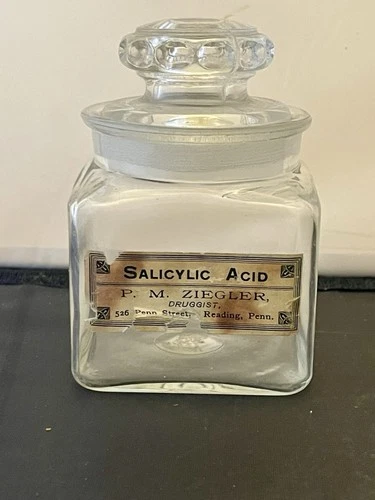 SALICYLIC ACID
P. M. ZIEGLER,
DRUGGIST,
526 Penn Street, Reading, Penn.